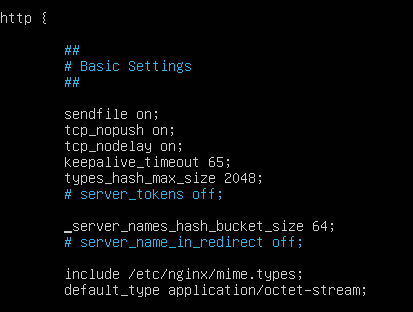 http {
##
# Basic Settings
##
sendfile on;
tcp_nopush on;
tcp_nodelay on;
keepalive_timeout 65;
types_hash_max_size 2048;
# server_tokens off;
_server_names_hash_bucket_size 64;
# server_name_in_redirect off;
include /etc/nginx/mime.types;
default_type application/octet-stream;